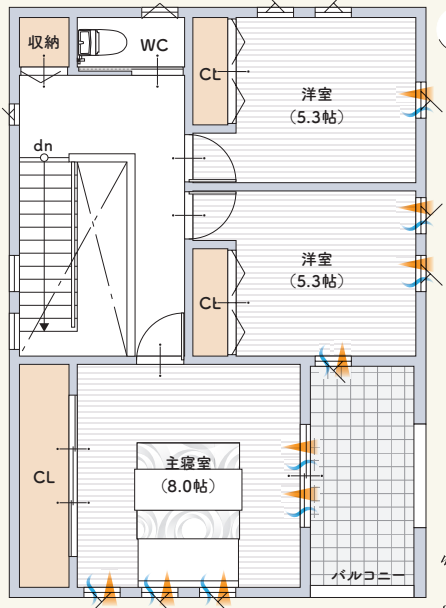 収納
WC
CL
洋室
（5.3帖）
dn
洋室
（5.3帖）
CL
CL
主寝室
（8.0帖）
バルコニー